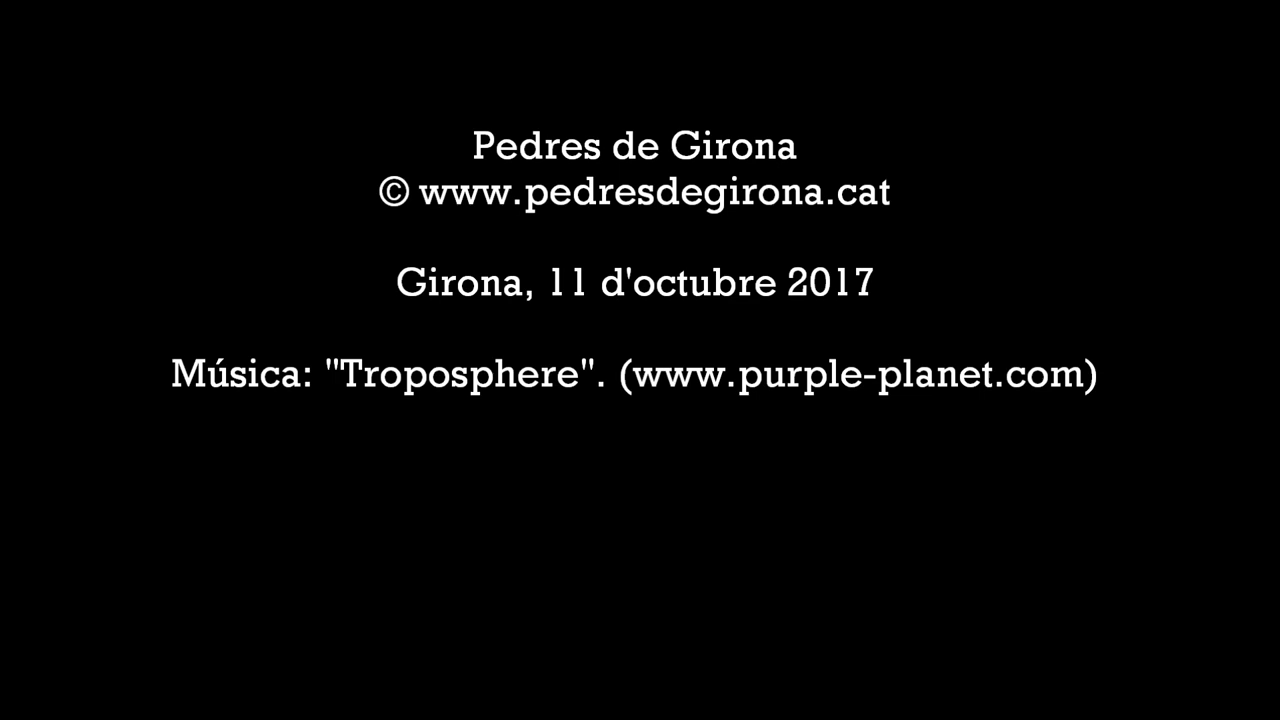 Pedres de Girona
© www.pedresdegirona.cat
Girona, 11 d'octubre 2017
Música: "Troposphere". (www.purple-planet.com)